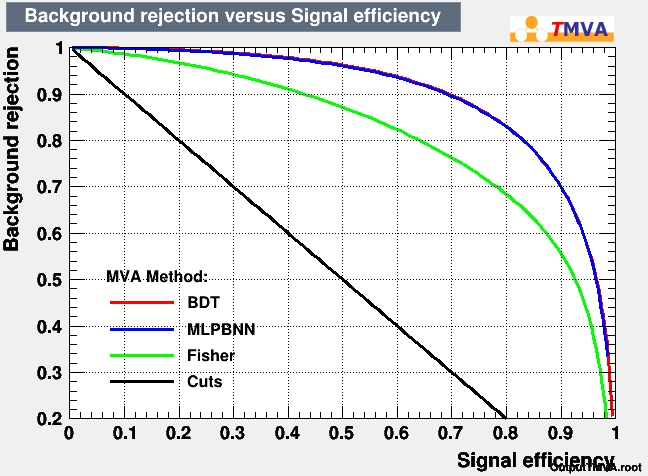 Background rejection versus Signal efficiency
TMVA
Background rejection
1
0.9
0.8
0.7
0.6
0.5
0.4
0.3
0.2
MVA Method:
BDT
MLPBNN
Fisher
Cuts
0 0.1 0.2 0.3 0.4 0.5 0.6 0.7 0.8 0.9 1
Signal efficiency
OutputTMVA.root